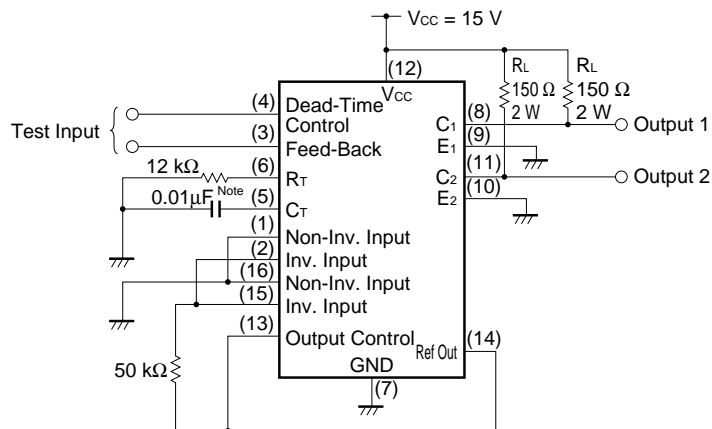 VCC = 15 V
(12)
VCC
RL
150 Ω
2 W
RL
150 Ω
2 W
Test Input
(4)
Dead-Time
Control
(3)
Feed-Back
12 kΩ
(6)
RT
0.01μF Note
(5)
CT
(1)
Non-Inv. Input
(2)
Inv. Input
(16)
Non-Inv. Input
(15)
Inv. Input
(13)
Output Control
50 kΩ
C1
(8)
Output 1
E1
(9)
C2
(11)
Output 2
E2
(10)
Ref Out
(14)
GND
(7)